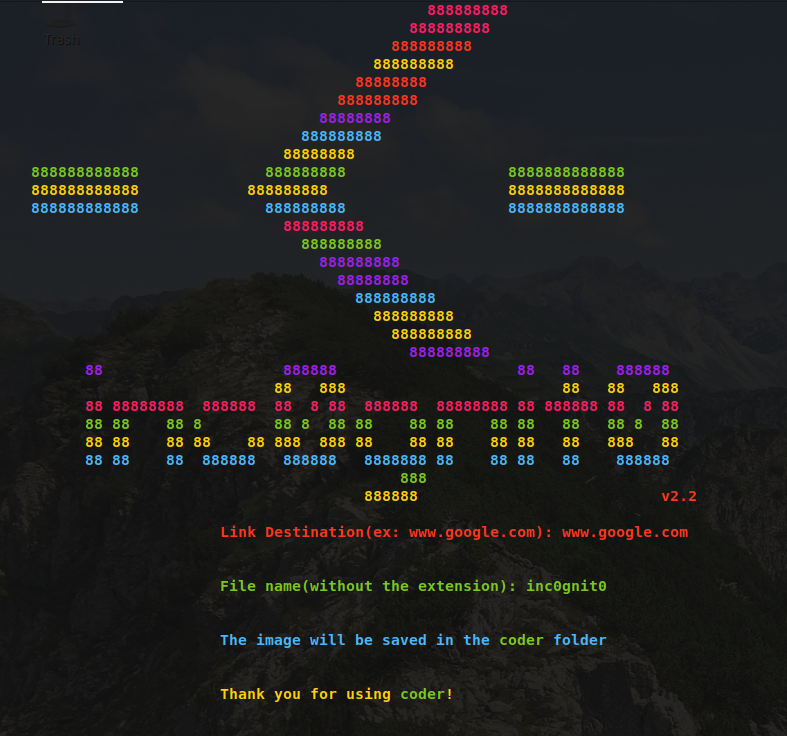 Trash
888888888
888888888
888888888
888888888
88888888
888888888
88888888
888888888
88888888
888888888888 888888888 8888888888888
888888888888 888888888 8888888888888
888888888888 888888888 8888888888888
888888888
888888888
888888888
88888888
888888888
888888888
888888888
888888888
88 888888 88 88 888888
88 888 88 88 888
88 88888888 888888 88 8 88 888888 88888888 88 888888 88 8 88
88 88 88 8 88 8 88 88 88 88 88 88 88 88 8 88
88 88 88 88 88 888 888 88 88 88 88 88 88 888 88
88 88 88 888888 888888 8888888 88 88 88 88 888888
888
888888 v2.2
Link Destination(ex: www.google.com): www.google.com
File name(without the extension): inc0gnit0
The image will be saved in the coder folder
Thank you for using coder!